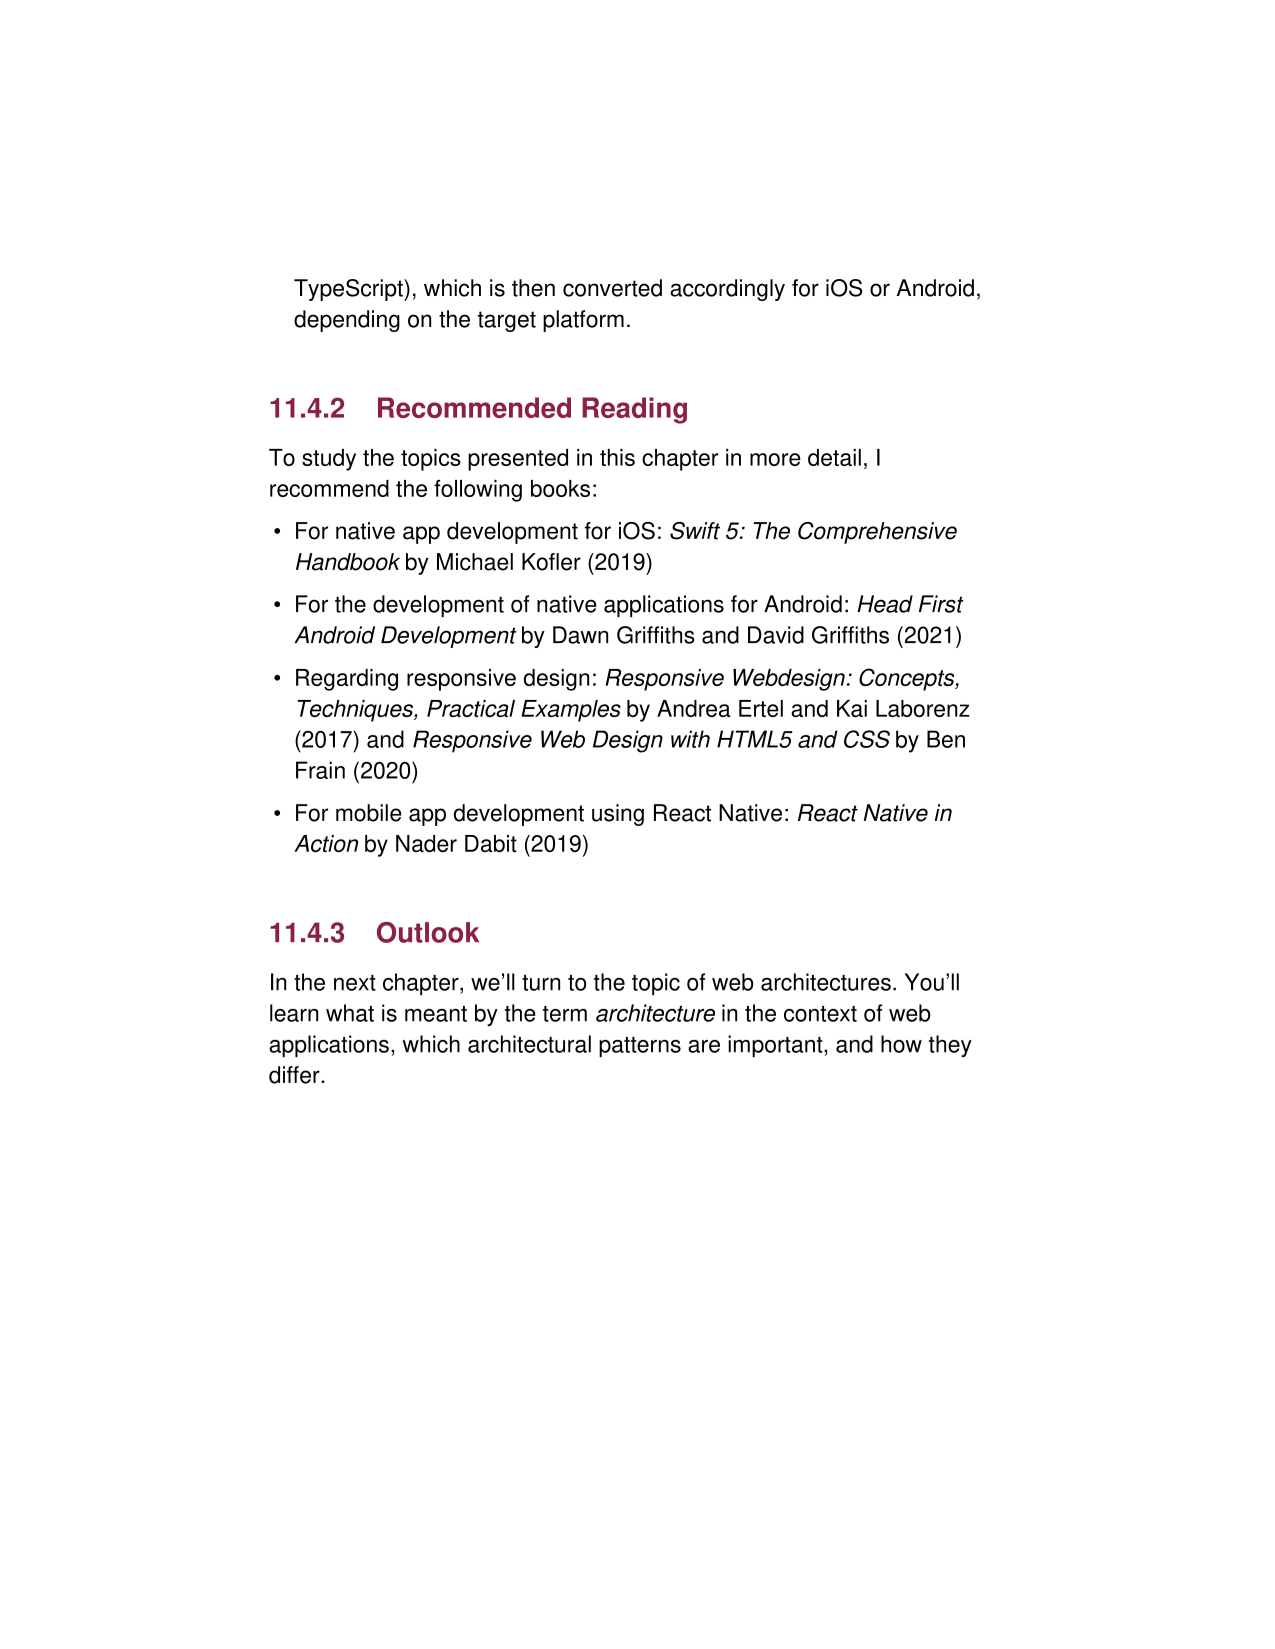 TypeScript), which is then converted accordingly for iOS or Android,
depending on the target platform.
11.4.2 Recommended Reading
To study the topics presented in this chapter in more detail, I
recommend the following books:
• For native app development for iOS: Swift 5: The Comprehensive
Handbook by Michael Kofler (2019)
• For the development of native applications for Android: Head First
Android Development by Dawn Griffiths and David Griffiths (2021)
• Regarding responsive design: Responsive Webdesign: Concepts,
Techniques, Practical Examples by Andrea Ertel and Kai Laborenz
(2017) and Responsive Web Design with HTML5 and CSS by Ben
Frain (2020)
• For mobile app development using React Native: React Native in
Action by Nader Dabit (2019)
11.4.3 Outlook
In the next chapter, we’ll turn to the topic of web architectures. You’ll
learn what is meant by the term architecture in the context of web
applications, which architectural patterns are important, and how they
differ.